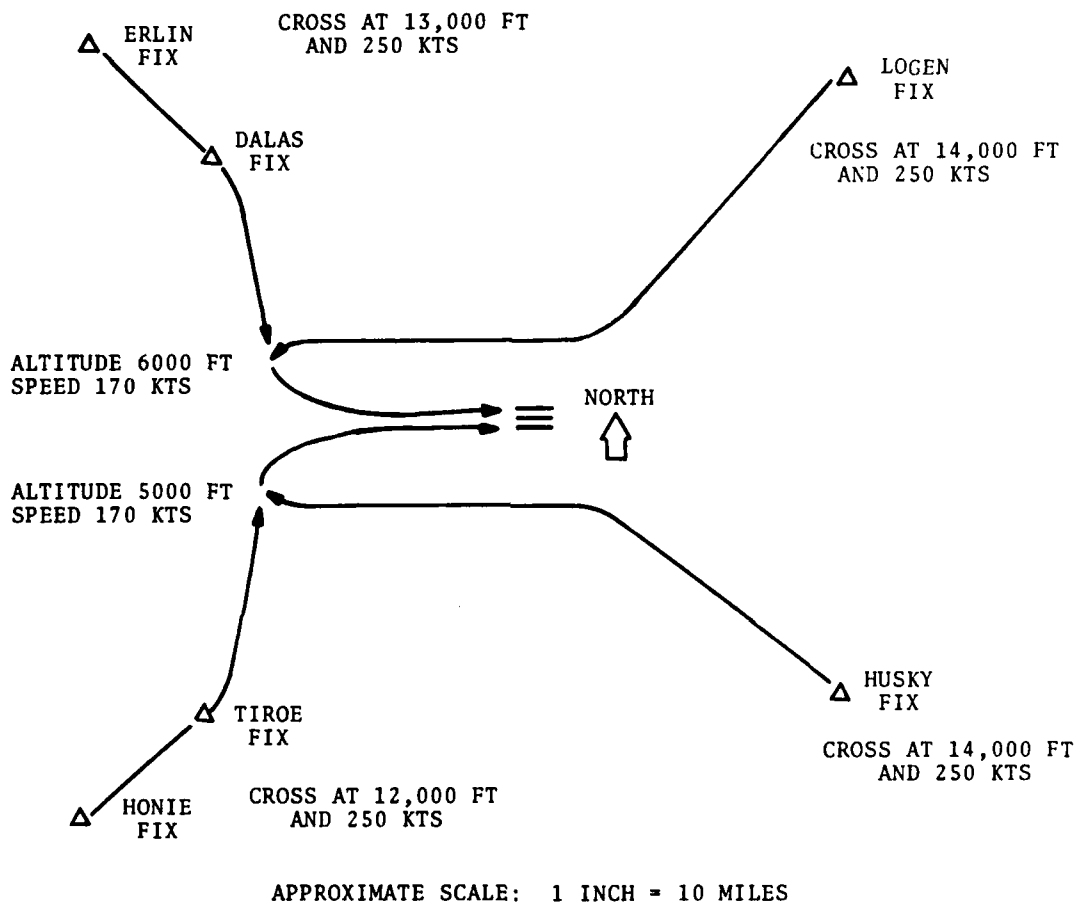 ERLIN
FIX
CROSS AT 13,000 FT
AND 250 KTS
LOGEN
FIX
DALAS
FIX
CROSS AT 14,000 FT
AND 250 KTS
ALTITUDE 6000 FT
SPEED 170 KTS
NORTH
ALTITUDE 5000 FT
SPEED 170 KTS
HUSKY
FIX
TIROE
FIX
CROSS AT 14,000 FT
AND 250 KTS
HONIE
FIX
CROSS AT 12,000 FT
AND 250 KTS
APPROXIMATE SCALE: 1 INCH = 10 MILES